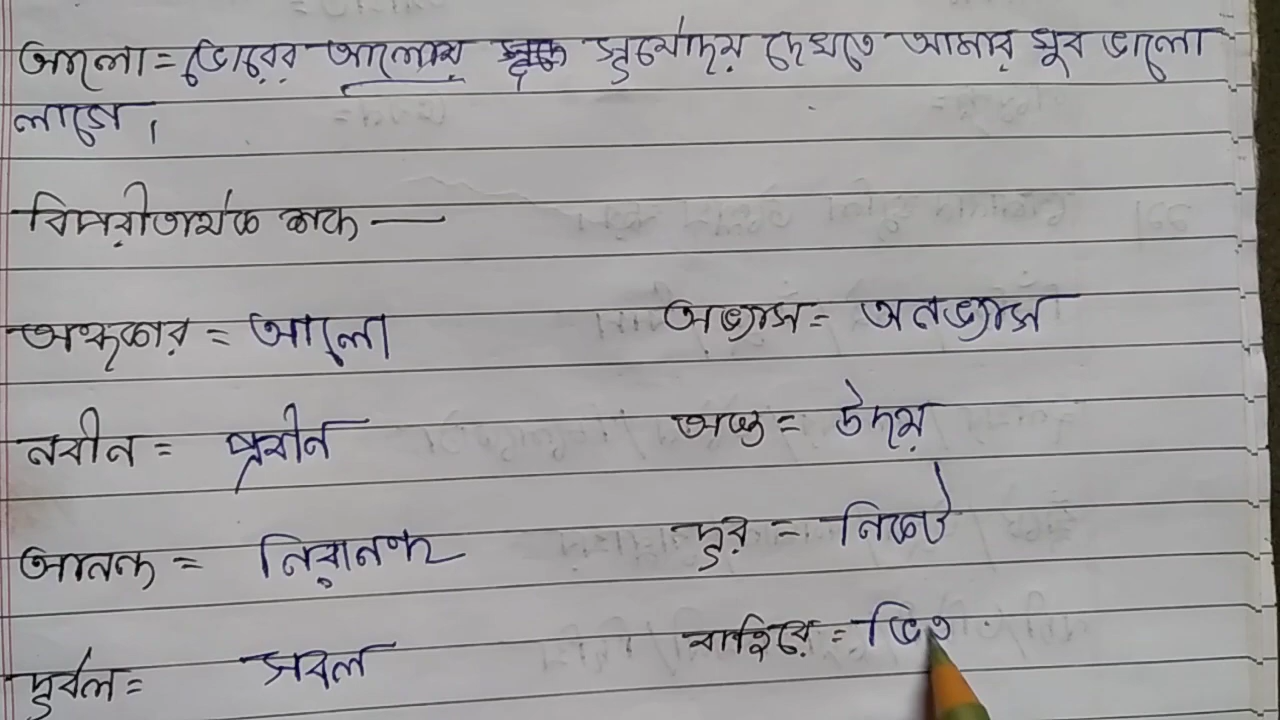 আলো = ভোরের আলোয় সূর্যোদয় দেখতে আমার খুব ভালো
লাগে।
বিপরীতার্থক শব্দ —
অন্ধকার = আলো
অভ্যাস = অনভ্যাস
নবীন = প্রবীন
অস্ত = উদয়
আনন্দ = নিরানন্দ
দূর = নিকট
দুর্বল = সবল
বাহিরে = ভিত